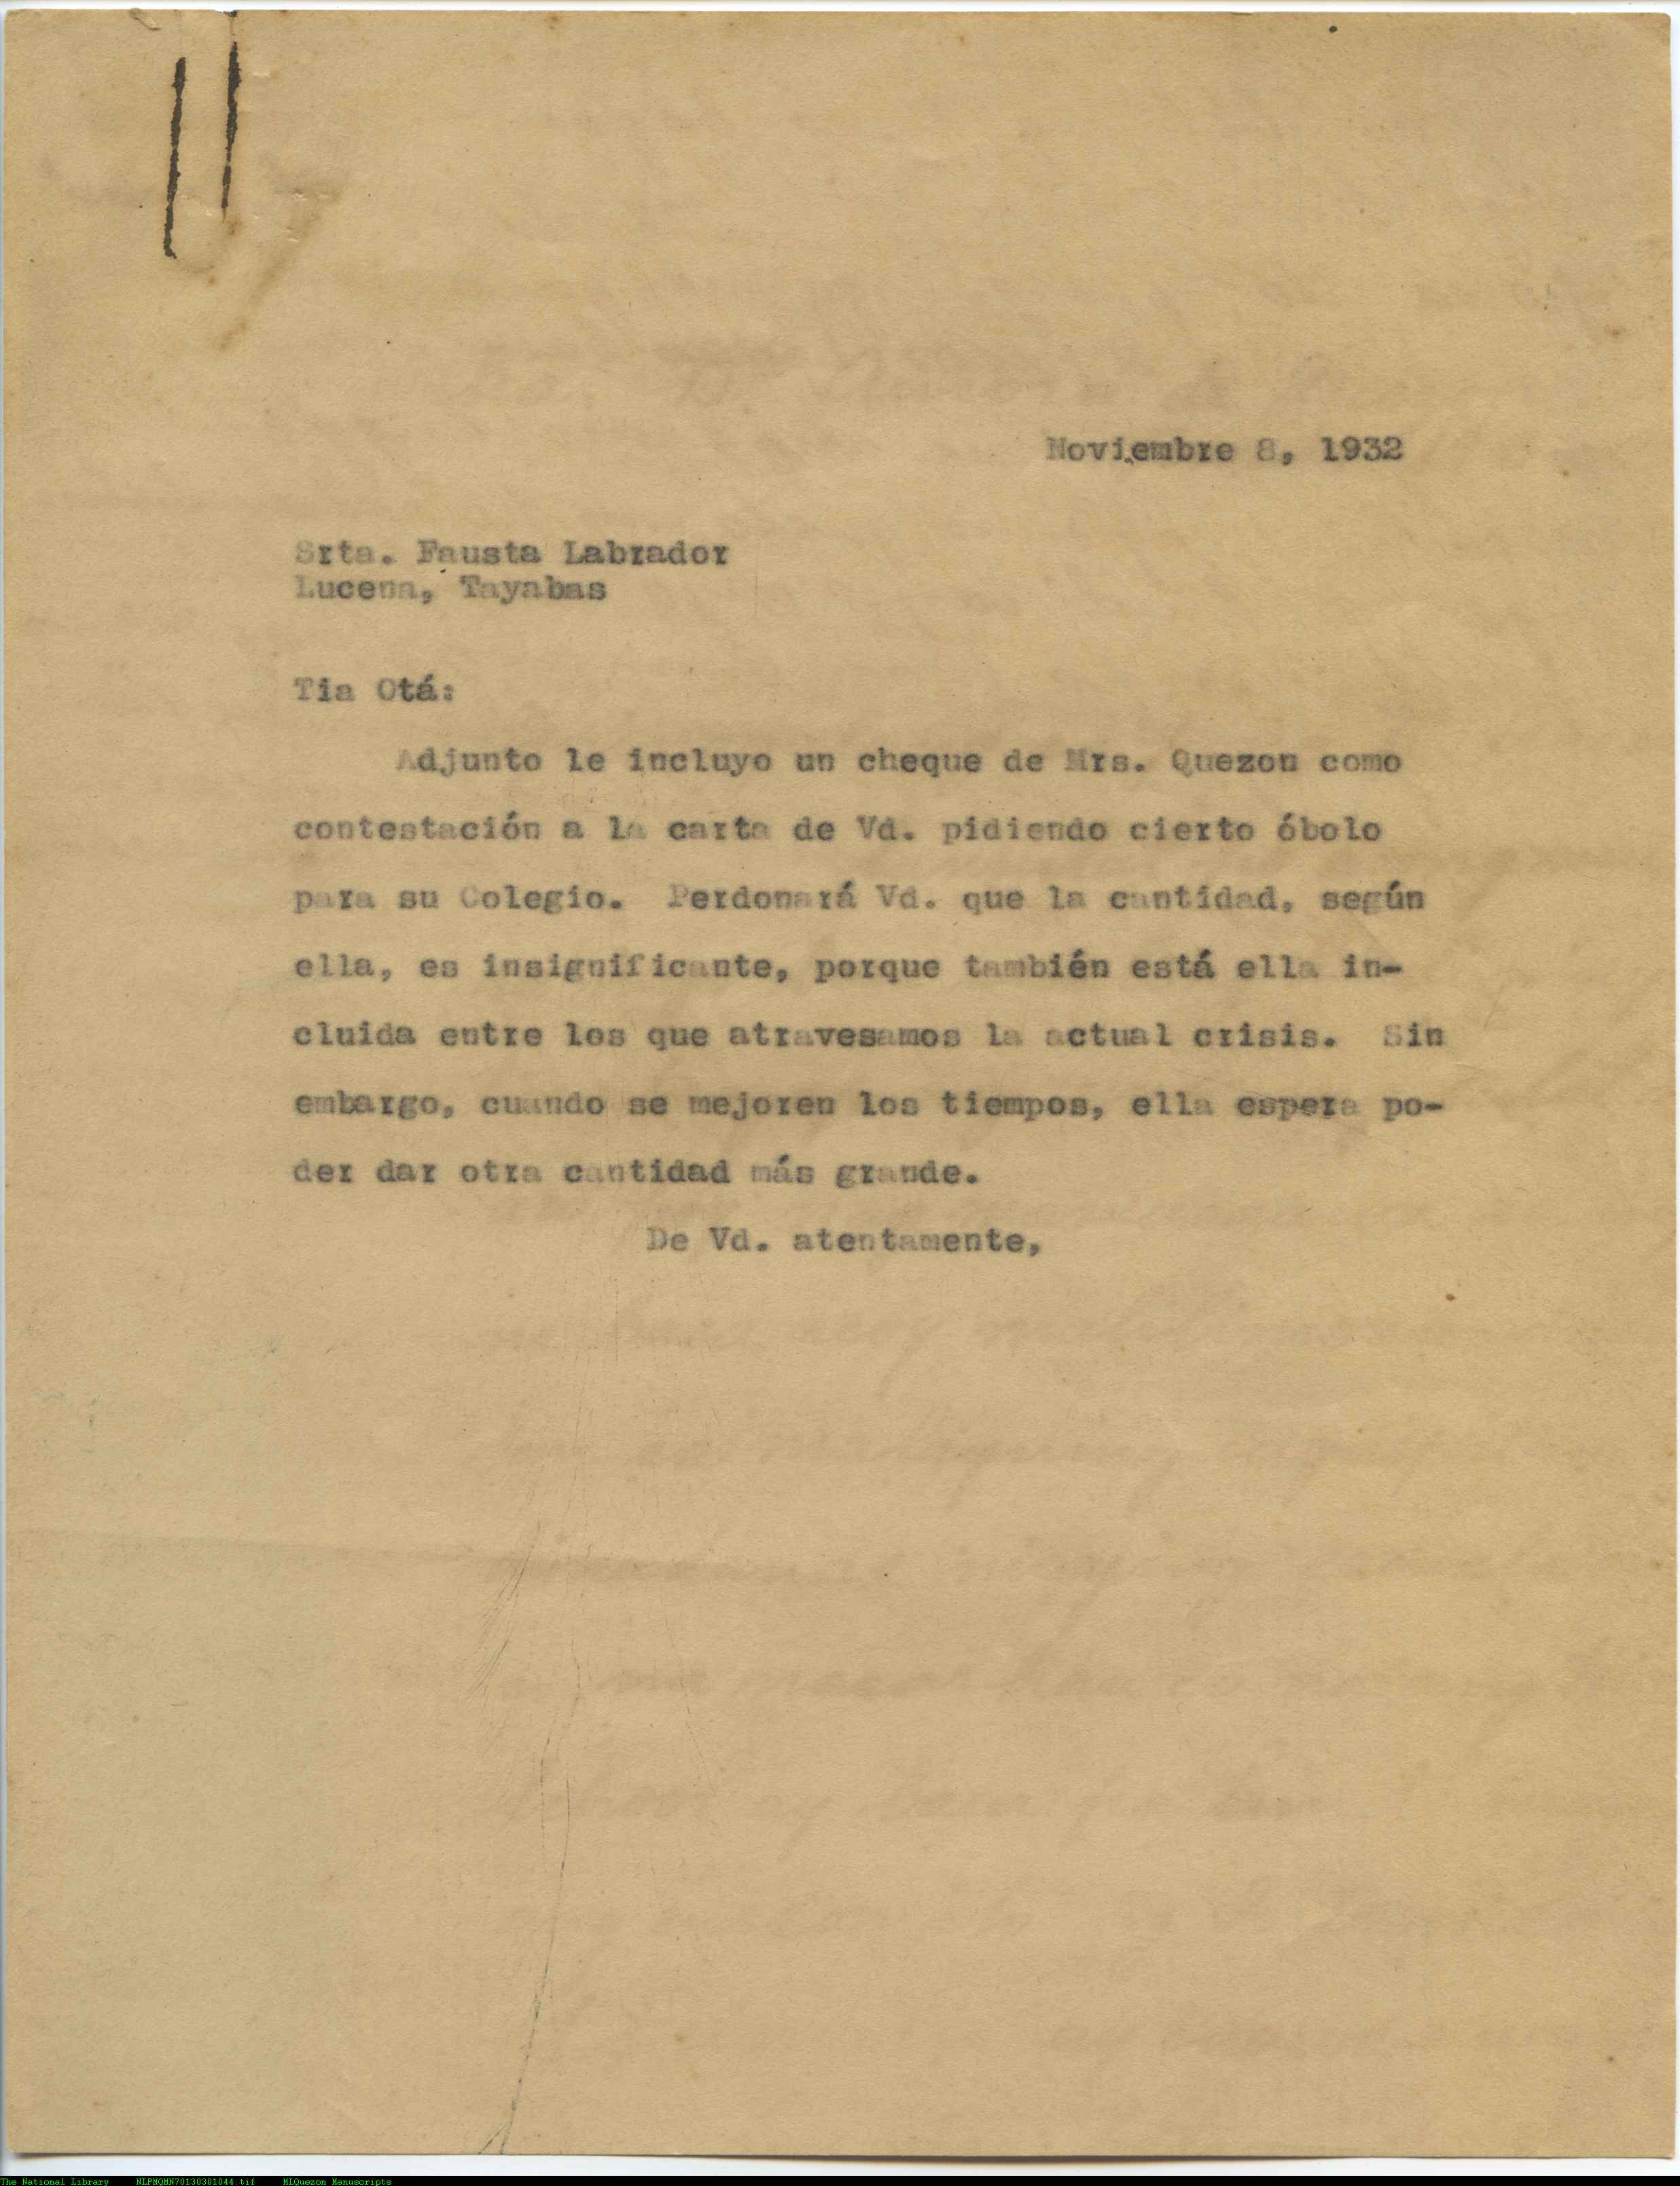 Noviembre 8, 1932
Srta. Fausta Labrador
Lucena, Tayabas
Tia Otá:
Adjunto le incluyo un cheque de Mrs. Quezon como
contestación a la carta de Vd. pidiendo cierto óbolo
para su Colegio. Perdonará Vd. que la cantidad, según
ella, es insignificante, porque también está ella in-
cluida entre los que atravesamos la actual crisis. Sin
embargo, cuando se mejoren los tiempos, ella espera po-
der dar otra cantidad más grande.
De Vd. atentamente,
The National Library NLPMQMN70130301044.tif MLQuezon Manuscripts